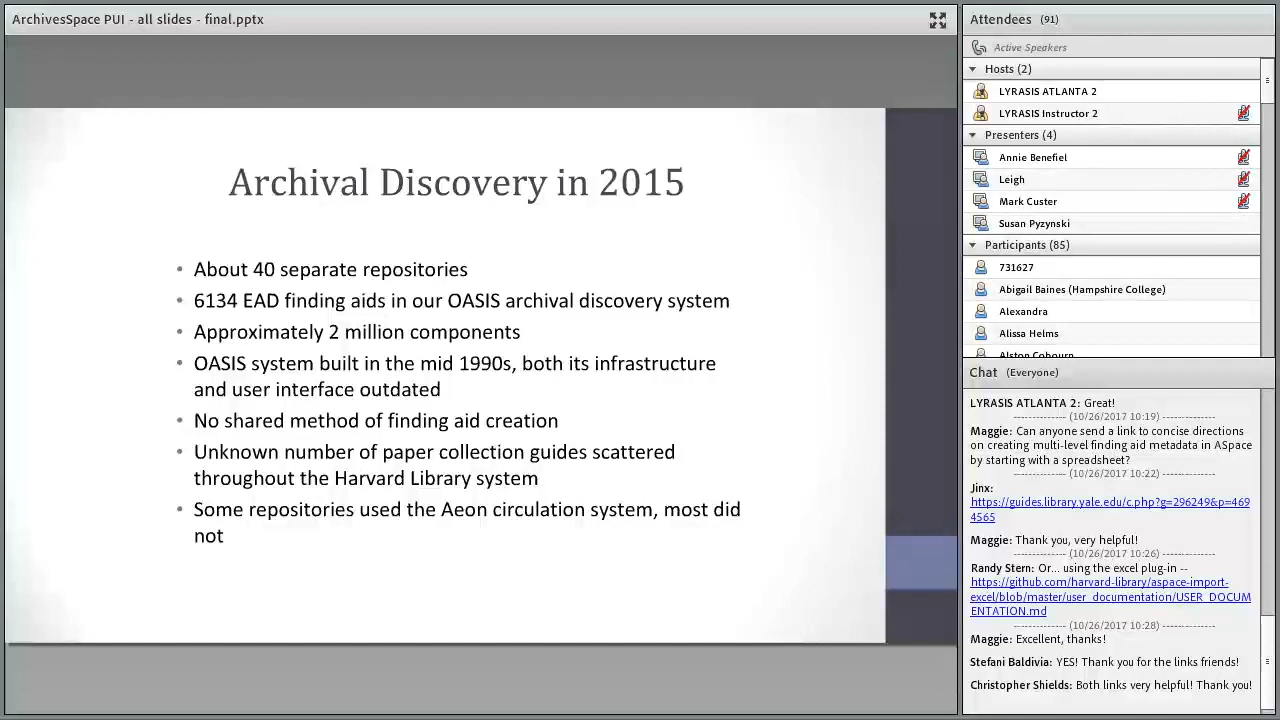 ArchivesSpace PUI - all slides - final.pptx
Archival Discovery in 2015
• About 40 separate repositories
• 6134 EAD finding aids in our OASIS archival discovery system
• Approximately 2 million components
• OASIS system built in the mid 1990s, both its infrastructure
and user interface outdated
• No shared method of finding aid creation
• Unknown number of paper collection guides scattered
throughout the Harvard Library system
• Some repositories used the Aeon circulation system, most did
not
Attendees (91)
Active Speakers
Hosts (2)
LYRASIS ATLANTA 2
LYRASIS Instructor 2
Presenters (4)
Annie Benefiel
Leigh
Mark Custer
Susan Pyzynski
Participants (85)
731627
Abigail Baines (Hampshire College)
Alexandra
Alissa Helms
Alston Cobourn
Chat (Everyone)
LYRASIS ATLANTA 2: Great!
-------------- (10/26/2017 10:19) --------------
Maggie: Can anyone send a link to concise directions
on creating multi-level finding aid metadata in ASpace
by starting with a spreadsheet?
-------------- (10/26/2017 10:22) --------------
Jinx:
https://guides.library.yale.edu/c.php?g=296249&p=469
4565
Maggie: Thank you, very helpful!
-------------- (10/26/2017 10:26) --------------
Randy Stern: Or... using the excel plug-in --
https://github.com/harvard-library/aspace-import-
excel/blob/master/user_documentation/USER_DOCUM
ENTATION.md
-------------- (10/26/2017 10:28) --------------
Maggie: Excellent, thanks!
Stefani Baldivia: YES! Thank you for the links friends!
Christopher Shields: Both links very helpful! Thank you!